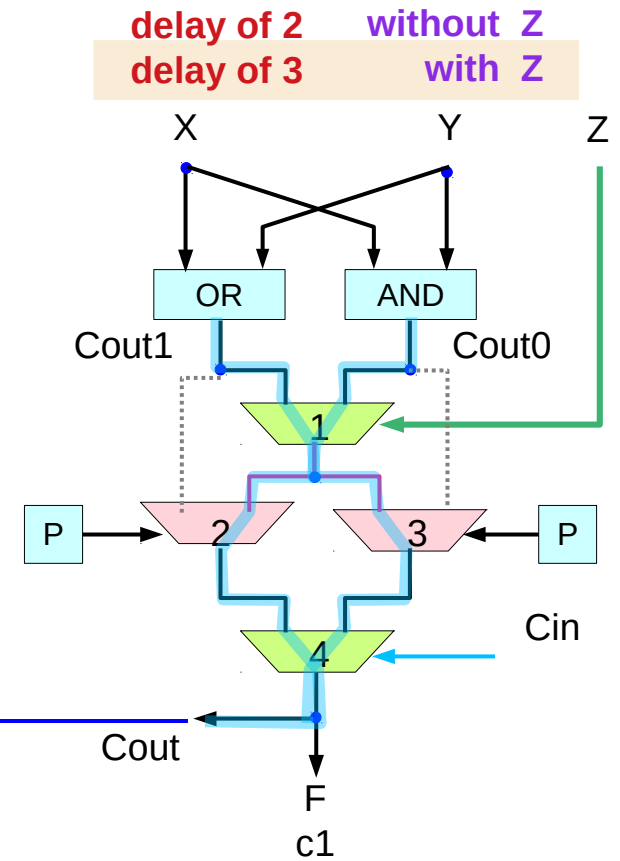 delay of 2 without Z
delay of 3 with Z
X Y Z
OR AND
Cout1 Cout0
1
P 2 3 P
Cin
4
Cout
F
c1